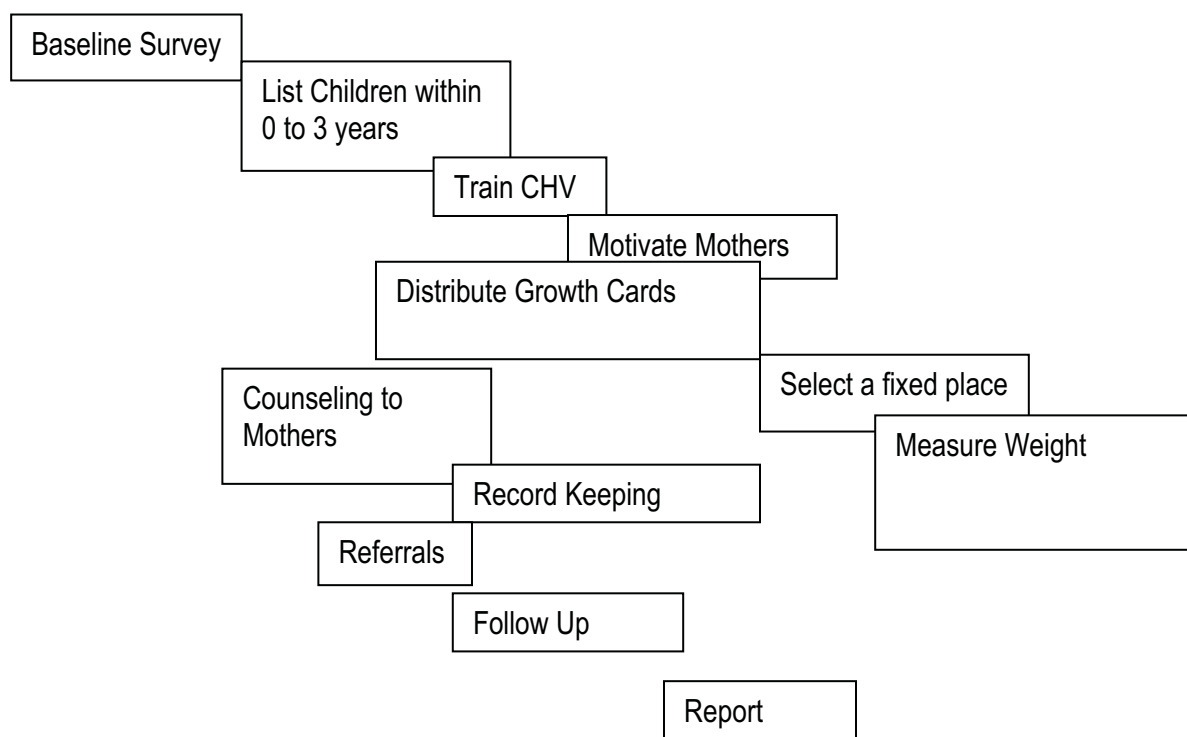 Baseline Survey
List Children within
0 to 3 years
Train CHV
Motivate Mothers
Distribute Growth Cards
Select a fixed place
Counseling to
Mothers
Measure Weight
Record Keeping
Referrals
Follow Up
Report